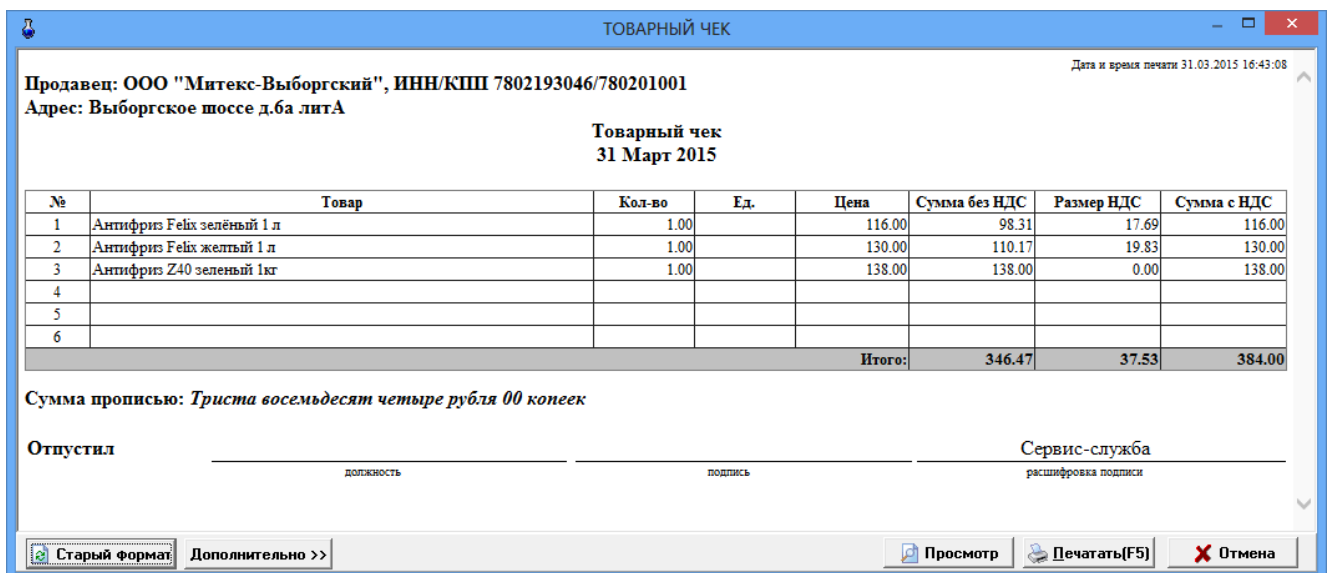 ТОВАРНЫЙ ЧЕК
Дата и время печати 31.03.2015 16:43:08
Продавец: ООО "Митекс-Выборгский", ИНН/КПП 7802193046/780201001
Адрес: Выборгское шоссе д.6а литА
Товарный чек
31 Март 2015
№ Товар Кол-во Ед. Цена Сумма без НДС Размер НДС Сумма с НДС
1 Антифриз Felix зелёный 1 л 1.00 116.00 98.31 17.69 116.00
2 Антифриз Felix желтый 1 л 1.00 130.00 110.17 19.83 130.00
3 Антифриз Z40 зеленый 1кг 1.00 138.00 138.00 0.00 138.00
4
5
6
Итого: 346.47 37.53 384.00
Сумма прописью: Триста восемьдесят четыре рубля 00 копеек
Отпустил Сервис-служба
должность подпись расшифровка подписи
Старый формат Дополнительно >> Просмотр Печатать(F5) Отмена